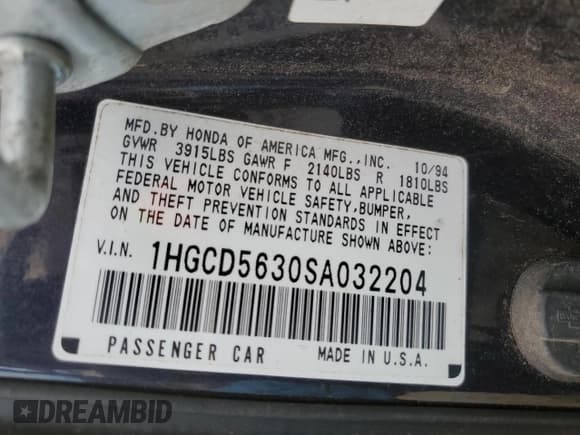 MFD.BY HONDA OF AMERICA MFG.,INC. 10/94
GVWR 3915LBS GAWR F 2140LBS R 1810LBS
THIS VEHICLE CONFORMS TO ALL APPLICABLE
FEDERAL MOTOR VEHICLE SAFETY,BUMPER,
AND THEFT PREVENTION STANDARDS IN EFFECT
ON THE DATE OF MANUFACTURE SHOWN ABOVE:
V.I.N. 1HGCD5630SA032204
PASSENGER CAR MADE IN U.S.A.
DREAMBID